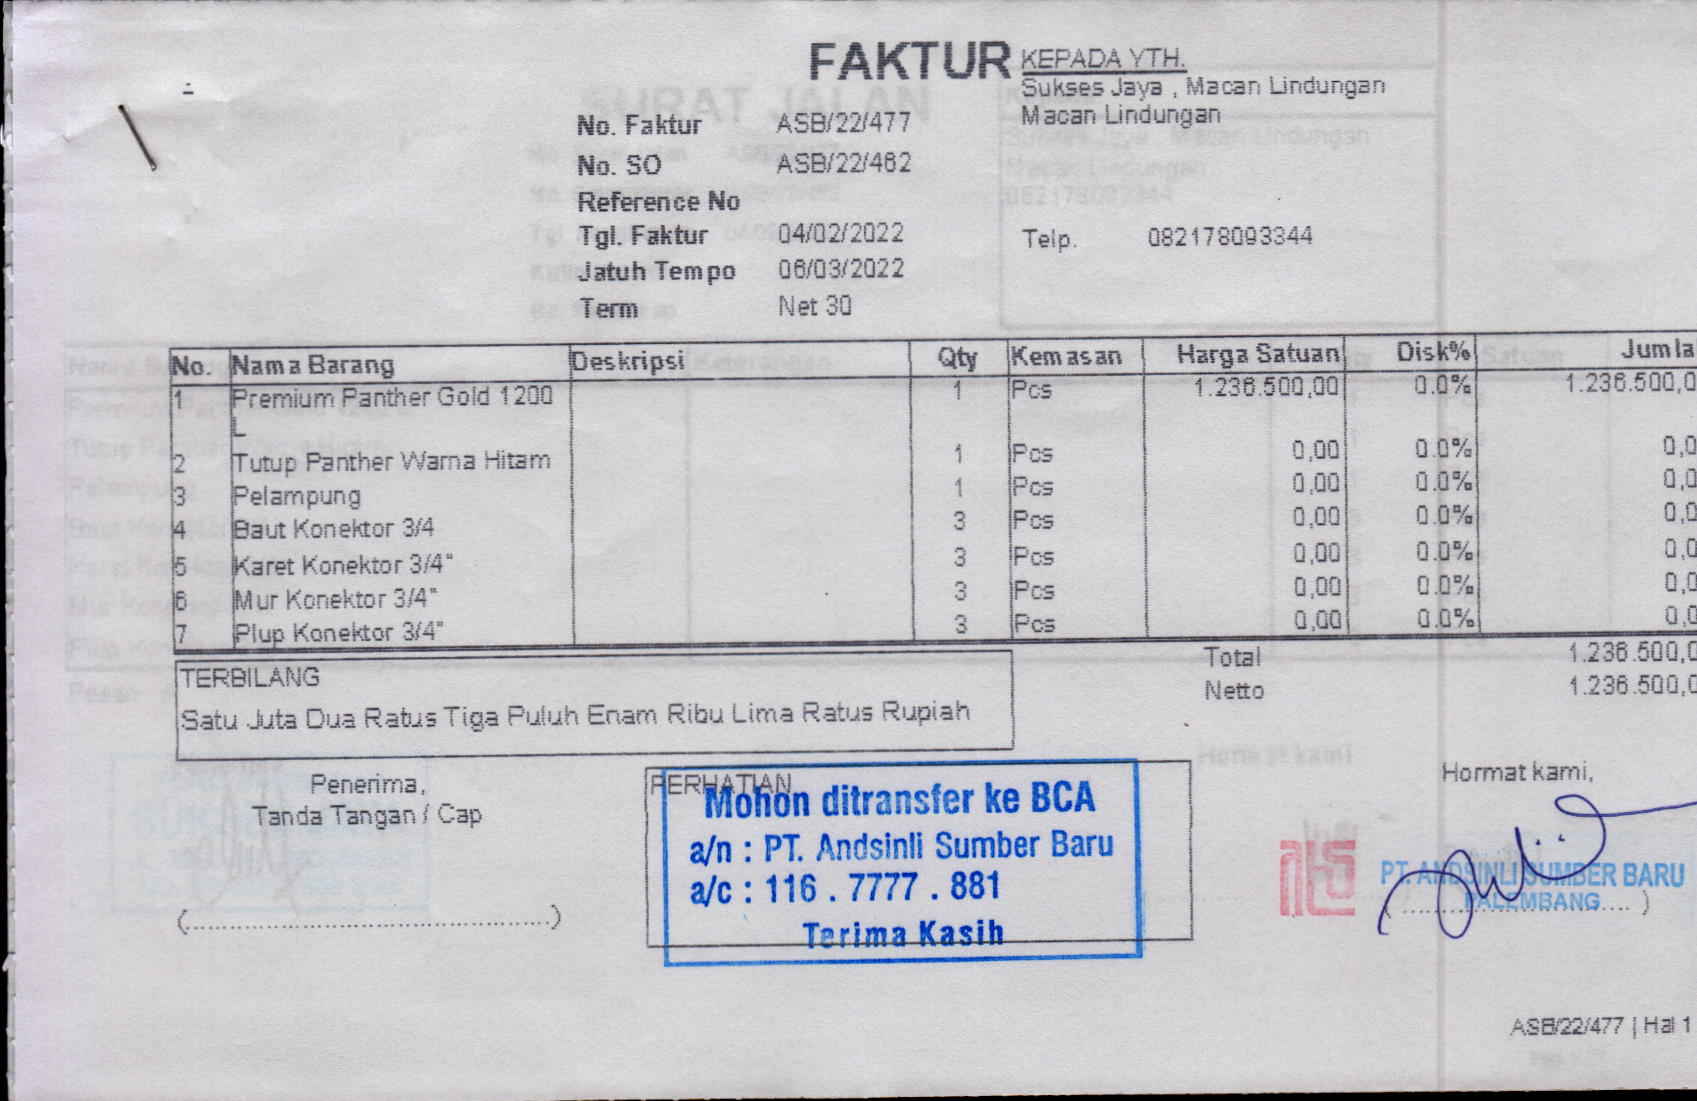 FAKTUR
KEPADA YTH.
Sukses Jaya , Macan Lindungan
Macan Lindungan
No. Faktur ASB/22/477
No. SO ASB/22/462
Reference No
Tgl. Faktur 04/02/2022 Telp. 082178093344
Jatuh Tempo 06/03/2022
Term Net 30
No. Nama Barang Deskripsi Qty Kemasan Harga Satuan Disk% Jumla
1 Premium Panther Gold 1200 1 Pcs 1.236.500,00 0.0% 1.236.500,0
L
2 Tutup Panther Warna Hitam 1 Pcs 0,00 0.0% 0,0
3 Pelampung 1 Pcs 0,00 0.0% 0,0
4 Baut Konektor 3/4 3 Pcs 0,00 0.0% 0,0
5 Karet Konektor 3/4" 3 Pcs 0,00 0.0% 0,0
6 Mur Konektor 3/4" 3 Pcs 0,00 0.0% 0,0
7 Plup Konektor 3/4" 3 Pcs 0,00 0.0% 0,0
Total 1.236.500,0
Netto 1.236.500,0
TERBILANG
Satu Juta Dua Ratus Tiga Puluh Enam Ribu Lima Ratus Rupiah
Penerima,
Tanda Tangan / Cap
(.....................................................)
PERHATIAN
Mohon ditransfer ke BCA
a/n : PT. Andsinli Sumber Baru
a/c : 116 . 7777 . 881
Terima Kasih
Hormat kami,
PT. ANDSINLI SUMBER BARU
PALEMBANG
ASB/22/477 | Hal 1